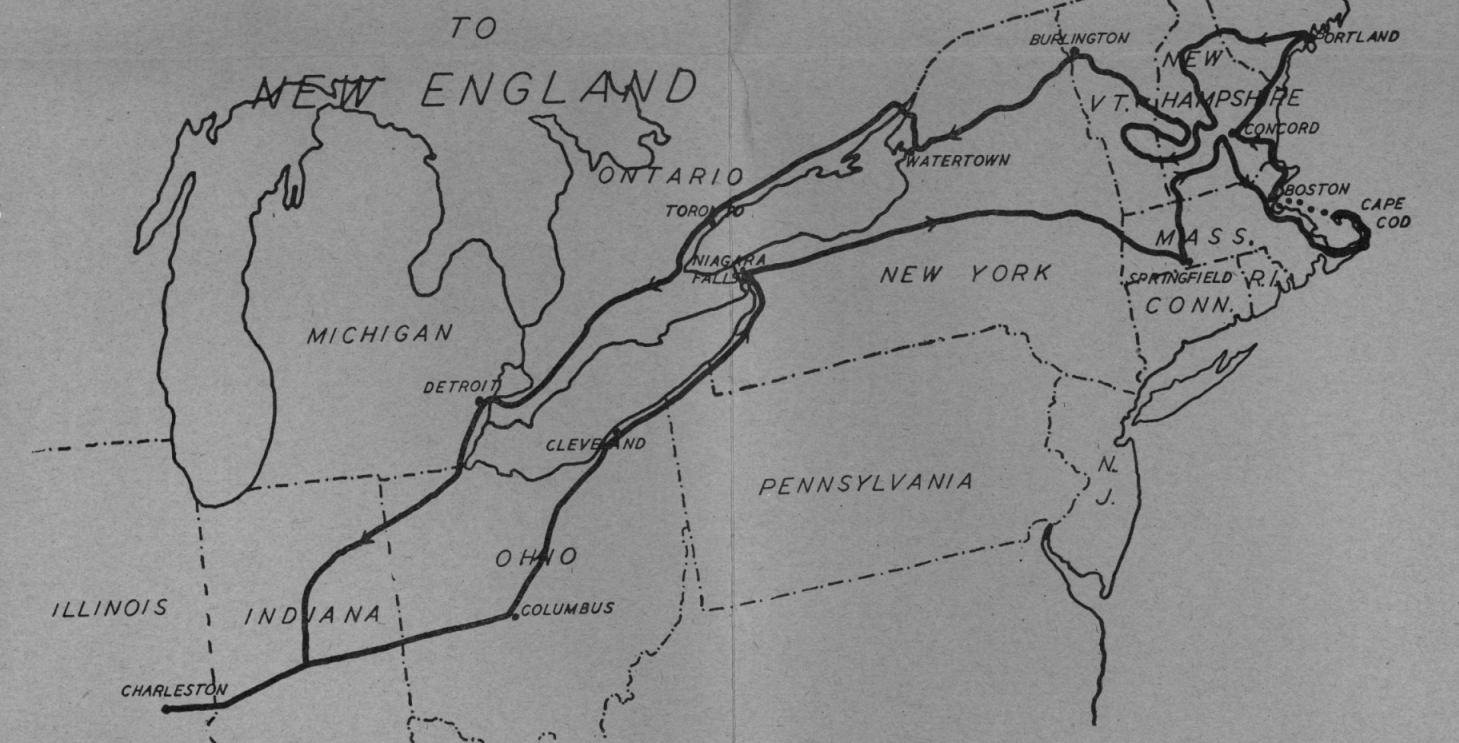 TO
NEW ENGLAND
BURLINGTON
PORTLAND
NEW
HAMPSHIRE
VT.
CONCORD
WATERTOWN
ONTARIO
TORONTO
BOSTON
CAPE
COD
MASS.
NIAGARA
FALLS
NEW YORK
SPRINGFIELD
R.I.
CONN.
MICHIGAN
DETROIT
CLEVELAND
PENNSYLVANIA
N.
J.
OHIO
ILLINOIS
INDIANA
COLUMBUS
CHARLESTON